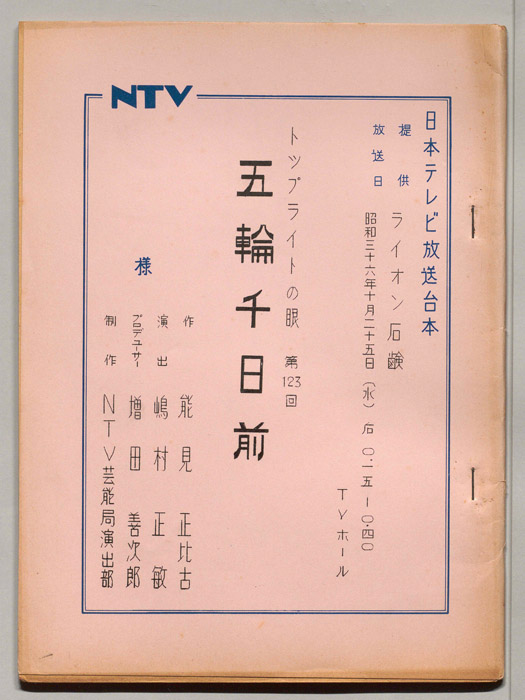 NTV
日本テレビ放送台本
提供 ライオン石鹸
放送日 昭和三十六年十月二十五日(水)后〇・一五―〇・四〇
TVホール
トップライトの眼 第123回
五輪千日前
様
作 能見正比古
演出 嶋村正敏
プロデューサー 増田善次郎
制作 NTV芸能局演出部